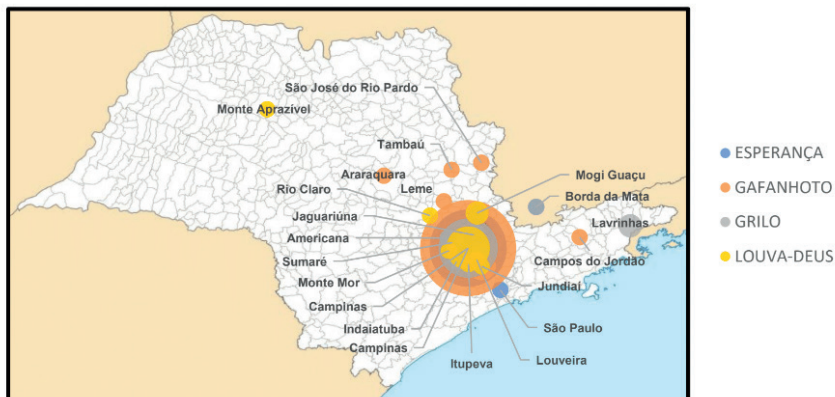 São José do Rio Pardo
Monte Aprazível
Tambaú
Araraquara
Mogi Guaçu
Rio Claro
Leme
Borda da Mata
Jaguariúna
Lavrinhas
Americana
Sumaré
Campos do Jordão
Monte Mor
Jundiaí
Campinas
Indaiatuba
São Paulo
Campinas
Itupeva
Louveira
ESPERANÇA
GAFANHOTO
GRILO
LOUVA-DEUS